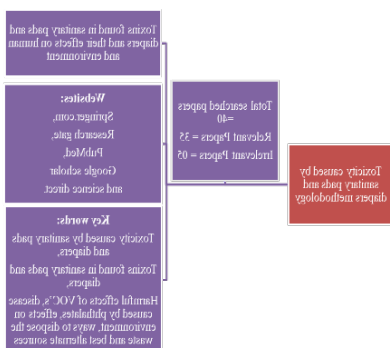 Toxicity caused by
sanitary pads and
diapers methodology
Total searched papers
=40
Relevant Papers = 35
Irrelevant Papers = 05
Toxins found in sanitary pads and
diapers and their effects on human
and environment
Websites:
Springer.com,
Research gate,
PubMed,
Google scholar
and science direct.
Key words:
Toxicity caused by sanitary pads
and diapers,
Toxins found in sanitary pads and
diapers,
Harmful effects of VOC's, disease
caused by phthalates, effects on
environment, ways to dispose the
waste and best alternate sources